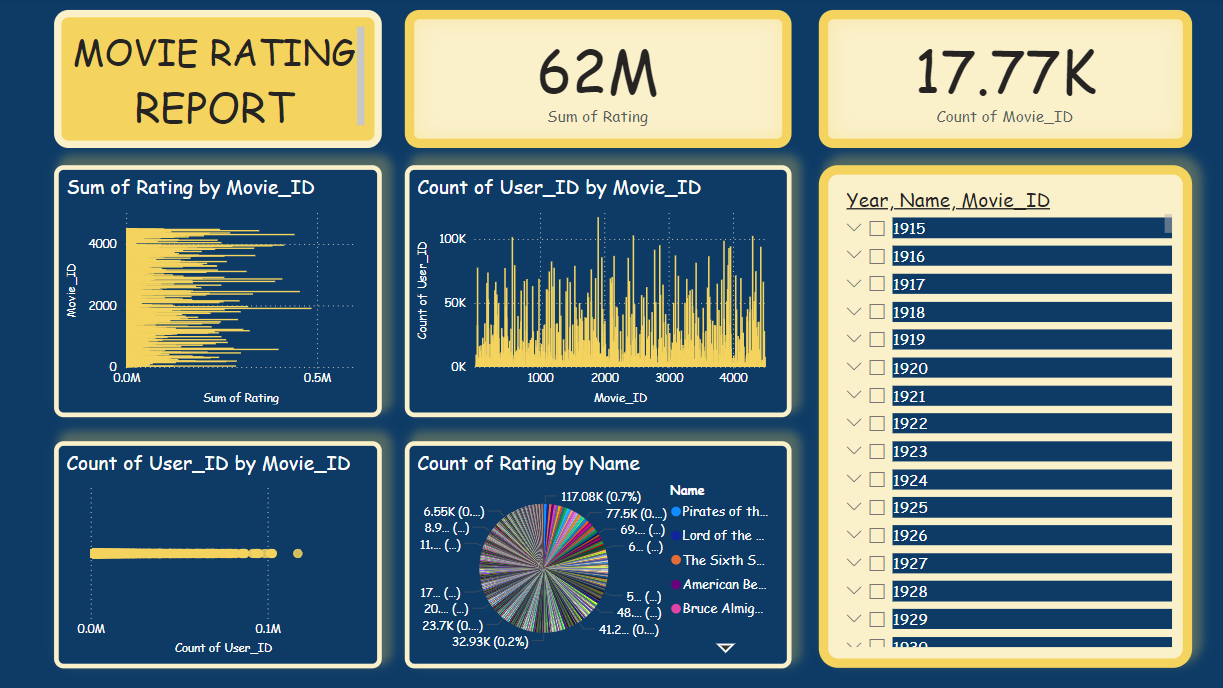 MOVIE RATING
REPORT
62M
Sum of Rating
17.77K
Count of Movie_ID
Sum of Rating by Movie_ID
Movie_ID
4000
2000
0
0.0M
0.5M
Sum of Rating
Count of User_ID by Movie_ID
Count of User_ID
100K
50K
0K
1000
2000
3000
4000
Movie_ID
Year, Name, Movie_ID
1915
1916
1917
1918
1919
1920
1921
1922
1923
1924
1925
1926
1927
1928
1929
Count of User_ID by Movie_ID
0.0M
0.1M
Count of User_ID
Count of Rating by Name
117.08K (0.7%)
77.5K (0....)
69.... (...)
6... (...)
5... (...)
48.... (...)
41.2... (0....)
32.93K (0.2%)
23.7K (0....)
20... (...)
17... (...)
11.... (...)
8.9... (...)
6.55K (0....)
Name
Pirates of th...
Lord of the ...
The Sixth S...
American Be...
Bruce Almig...